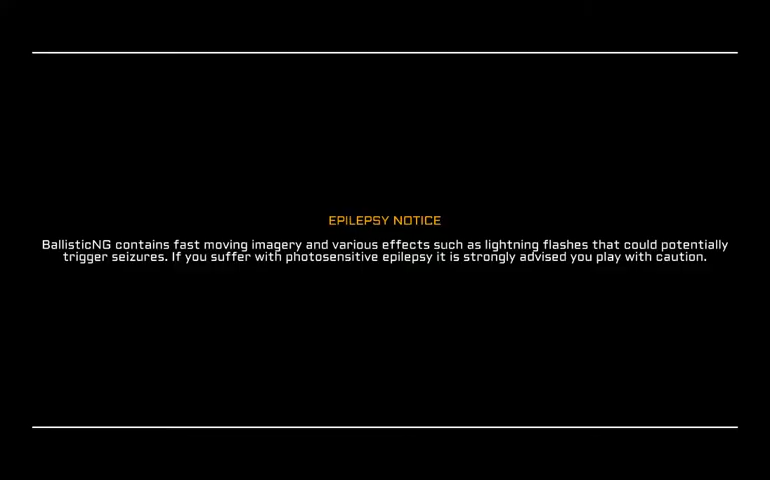 EPILEPSY NOTICE
BallisticNG contains fast moving imagery and various effects such as lightning flashes that could potentially
trigger seizures. If you suffer with photosensitive epilepsy it is strongly advised you play with caution.